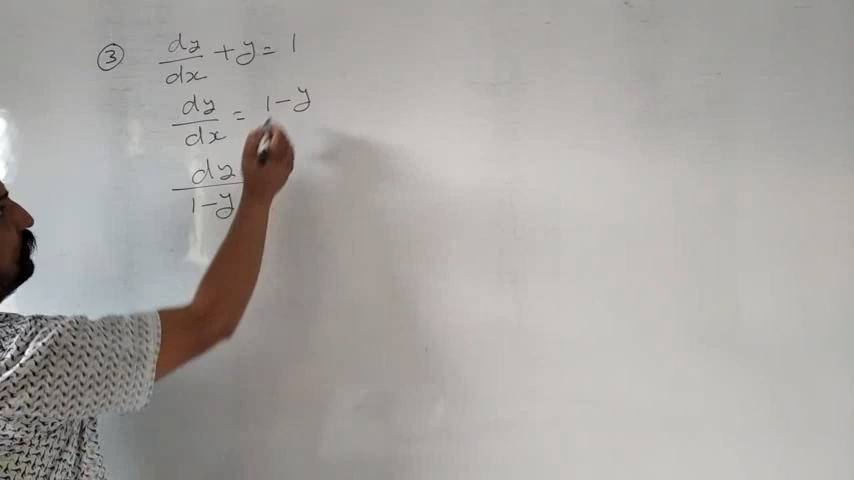 ③ dy/dx + y = 1
dy/dx = 1 - y
dy/1-y